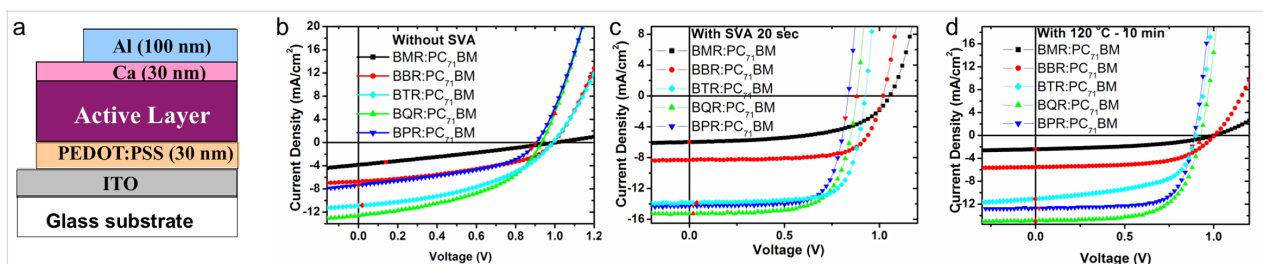 a
Al (100 nm)
Ca (30 nm)
Active Layer
PEDOT:PSS (30 nm)
ITO
Glass substrate
b
Current Density (mA/cm²)
20
16
12
8
4
0
-4
-8
-12
Without SVA
BMR:PC₇₁BM
BBR:PC₇₁BM
BTR:PC₇₁BM
BQR:PC₇₁BM
BPR:PC₇₁BM
0.0 0.2 0.4 0.6 0.8 1.0 1.2
Voltage (V)
c
Current Density (mA/cm²)
8
4
0
-4
-8
-12
-16
With SVA 20 sec
BMR:PC₇₁BM
BBR:PC₇₁BM
BTR:PC₇₁BM
BQR:PC₇₁BM
BPR:PC₇₁BM
0.0 0.5 1.0
Voltage (V)
d
Current Density (mA/cm²)
16
12
8
4
0
-4
-8
-12
With 120 °C - 10 min
BMR:PC₇₁BM
BBR:PC₇₁BM
BTR:PC₇₁BM
BQR:PC₇₁BM
BPR:PC₇₁BM
0.0 0.5 1.0
Voltage (V)